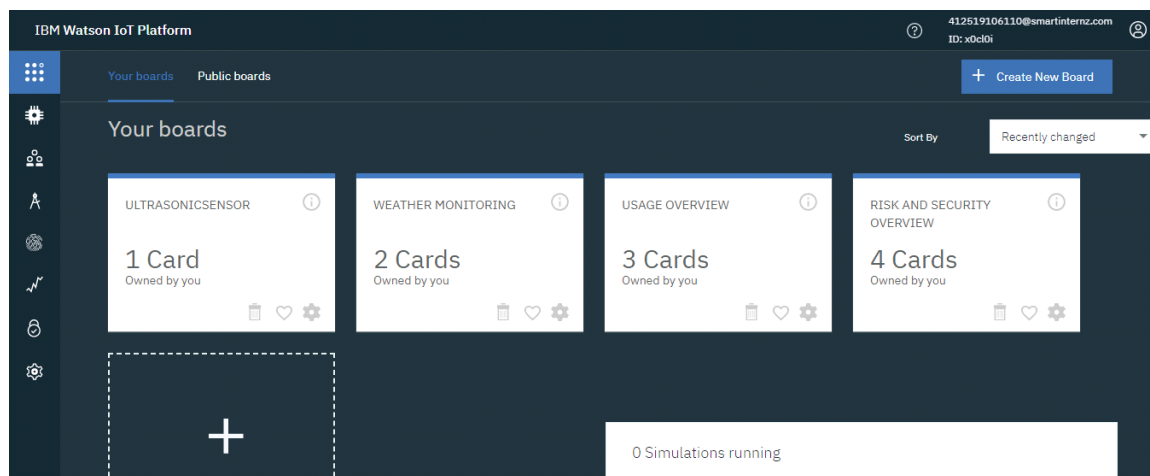 IBM Watson IoT Platform
412519106110@smartinternz.com
ID: x0cl0i
Your boards
Public boards
+ Create New Board
Your boards
Sort By
Recently changed
ULTRASONICSENSOR
1 Card
Owned by you
WEATHER MONITORING
2 Cards
Owned by you
USAGE OVERVIEW
3 Cards
Owned by you
RISK AND SECURITY
OVERVIEW
4 Cards
Owned by you
0 Simulations running